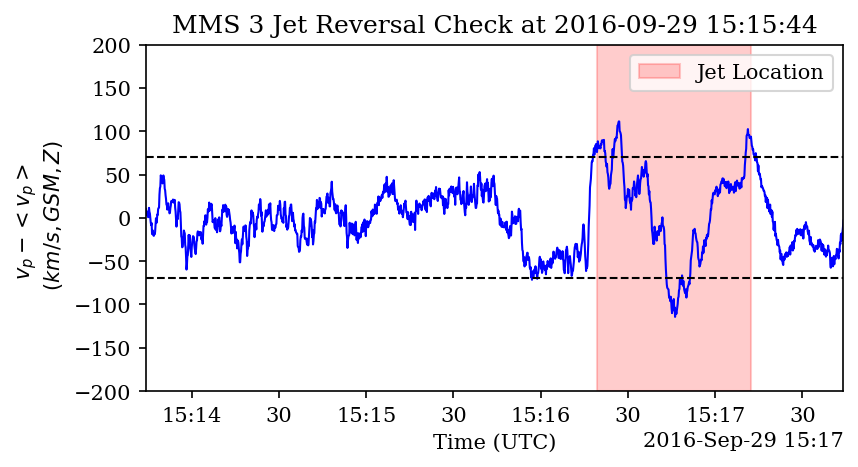 MMS 3 Jet Reversal Check at 2016-09-29 15:15:44
200
150
100
50
0
−50
−100
−150
−200
v_p − < v_p >
(km/s, GSM, Z)
Jet Location
15:14
30
15:15
30
15:16
30
15:17
30
Time (UTC)
2016-Sep-29 15:17